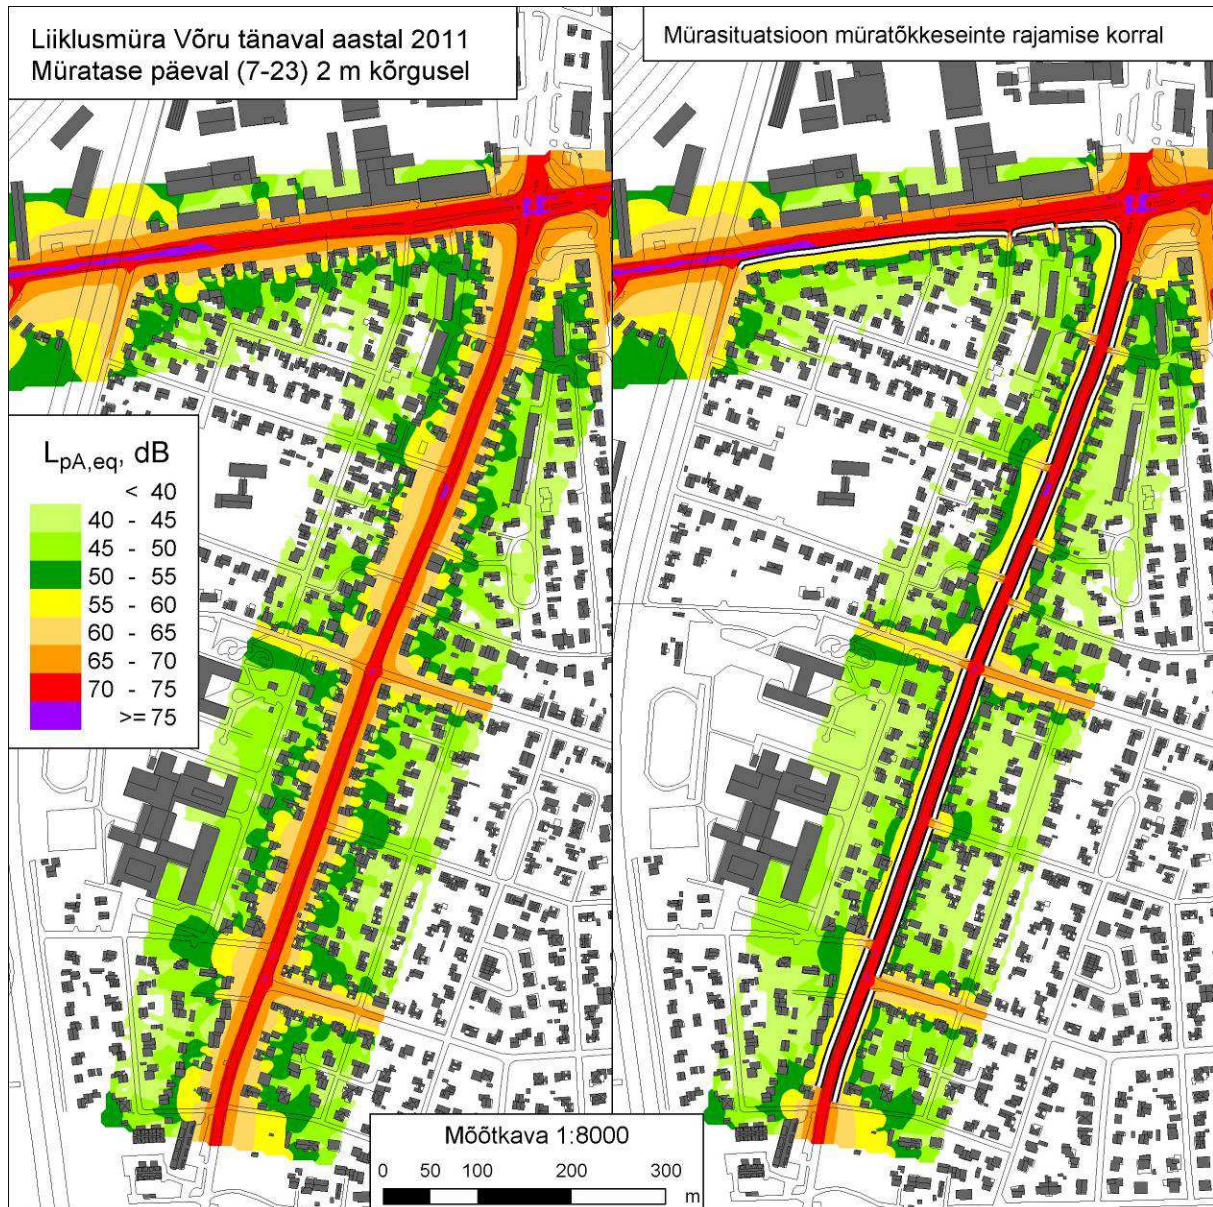 Liiklusmüra Võru tänaval aastal 2011
Müratase päeval (7-23) 2 m kõrgusel
Mürasituatsioon müratõkkeseinte rajamise korral
LpA,eq, dB
< 40
40 - 45
45 - 50
50 - 55
55 - 60
60 - 65
65 - 70
70 - 75
>= 75
Mõõtkava 1:8000
0 50 100 200 300
m